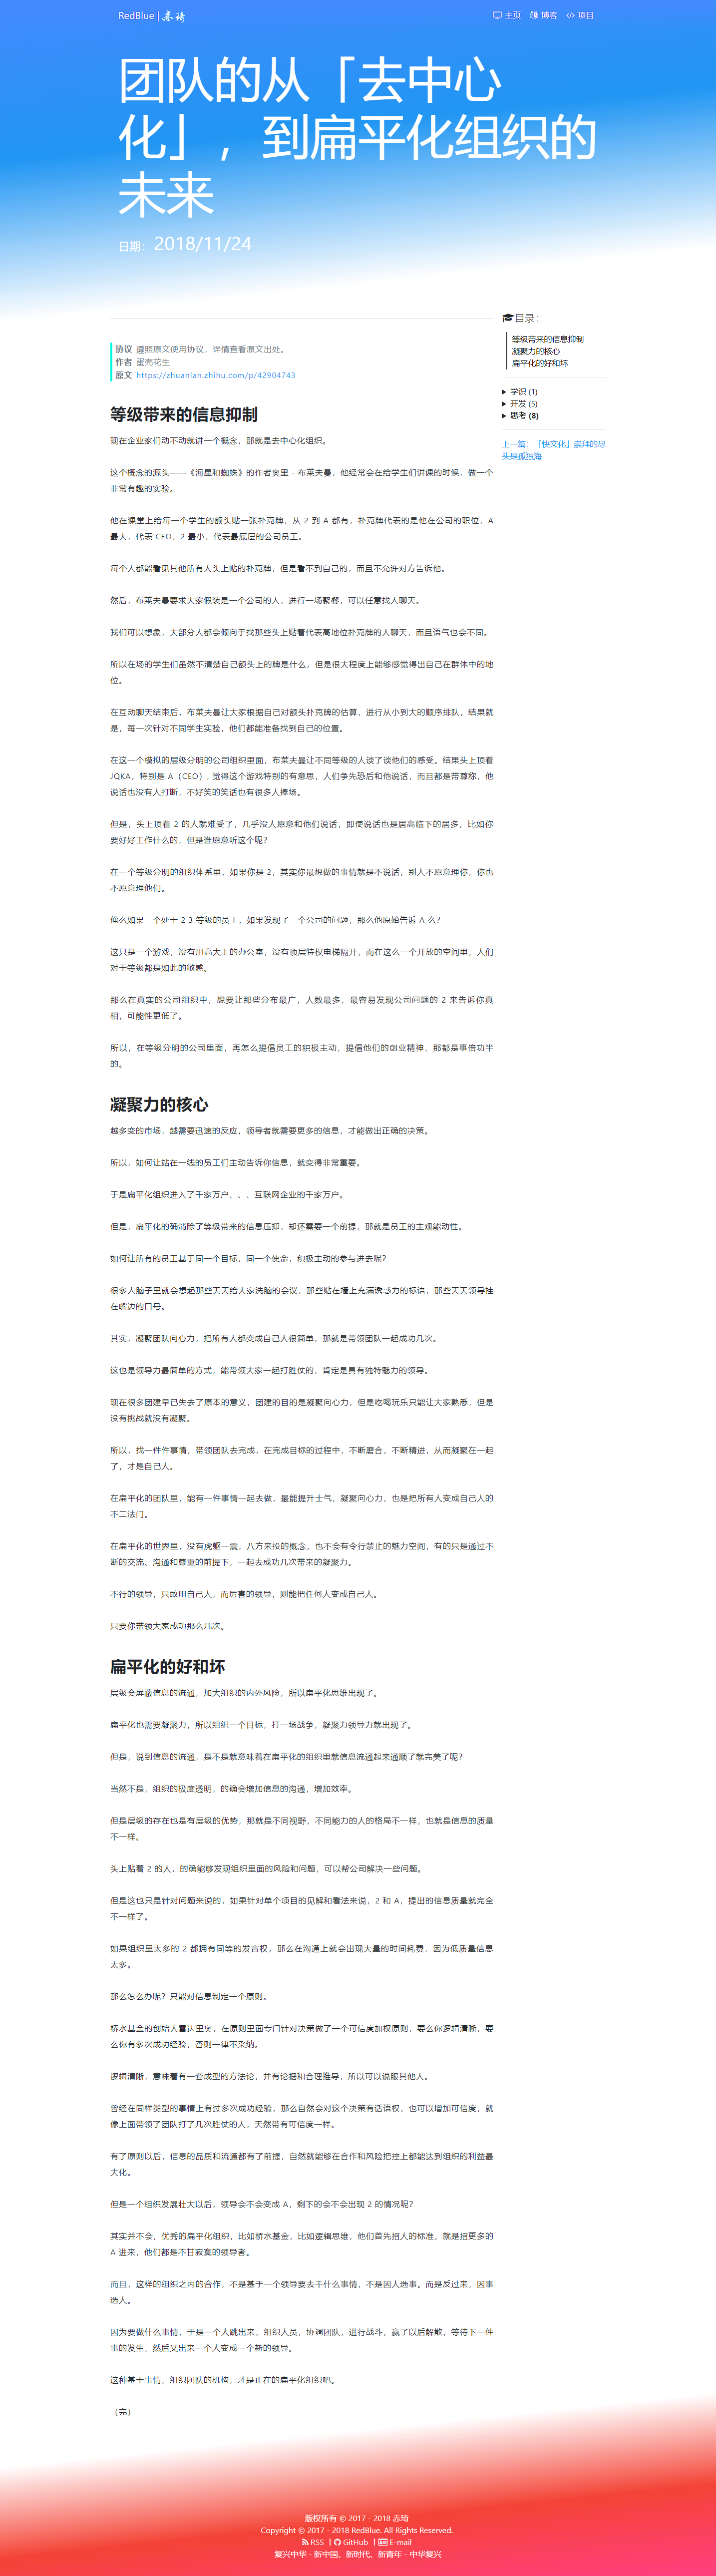 RedBlue | 赤琦
主页 博客 项目
团队的从「去中心
化」，到扁平化组织的
未来
日期：2018/11/24
协议 遵照原文使用协议，详情查看原文出处。
作者 蛋壳花生
原文 https://zhuanlan.zhihu.com/p/42904743
等级带来的信息抑制
现在企业家们动不动就讲一个概念，那就是去中心化组织。
这个概念的源头——《海星和蜘蛛》的作者奥里 - 布莱夫曼，他经常会在给学生们讲课的时候，做一个
非常有趣的实验。
他在课堂上给每一个学生的额头贴一张扑克牌，从 2 到 A 都有，扑克牌代表的是他在公司的职位，A
最大，代表 CEO，2 最小，代表最底层的公司员工。
每个人都能看见其他所有人头上贴的扑克牌，但是看不到自己的，而且不允许对方告诉他。
然后，布莱夫曼要求大家假装是一个公司的人，进行一场聚餐，可以任意找人聊天。
我们可以想象，大部分人都会倾向于找那些头上贴着代表高地位扑克牌的人聊天，而且语气也会不同。
所以在场的学生们虽然不清楚自己额头上的牌是什么，但是很大程度上能够感觉得出自己在群体中的地
位。
在互动聊天结束后，布莱夫曼让大家根据自己对额头扑克牌的估算，进行从小到大的顺序排队，结果就
是，每一次针对不同学生实验，他们都能准备找到自己的位置。
在这一个模拟的层级分明的公司组织里面，布莱夫曼让不同等级的人谈了谈他们的感受。结果头上顶着
JQKA，特别是 A（CEO）, 觉得这个游戏特别的有意思，人们争先恐后和他说话，而且都是带尊称，他
说话也没有人打断，不好笑的笑话也有很多人捧场。
但是，头上顶着 2 的人就难受了，几乎没人愿意和他们说话，即使说话也是居高临下的居多，比如你
要好好工作什么的，但是谁愿意听这个呢？
在一个等级分明的组织体系里，如果你是 2，其实你最想做的事情就是不说话，别人不愿意理你，你也
不愿意理他们。
俺么如果一个处于 2 3 等级的员工，如果发现了一个公司的问题，那么他原始告诉 A 么？
这只是一个游戏，没有用高大上的办公室，没有顶层特权电梯隔开，而在这么一个开放的空间里，人们
对于等级都是如此的敏感。
那么在真实的公司组织中，想要让那些分布最广，人数最多，最容易发现公司问题的 2 来告诉你真
相，可能性更低了。
所以，在等级分明的公司里面，再怎么提倡员工的积极主动，提倡他们的创业精神，那都是事倍功半
的。
凝聚力的核心
越多变的市场，越需要迅速的反应，领导者就需要更多的信息，才能做出正确的决策。
所以，如何让站在一线的员工们主动告诉你信息，就变得非常重要。
于是扁平化组织进入了千家万户、、、互联网企业的千家万户。
但是，扁平化的确消除了等级带来的信息压抑，却还需要一个前提，那就是员工的主观能动性。
如何让所有的员工基于同一个目标，同一个使命，积极主动的参与进去呢？
很多人脑子里就会想起那些天天给大家洗脑的会议，那些贴在墙上充满诱惑力的标语，那些天天领导挂
在嘴边的口号。
其实，凝聚团队向心力，把所有人都变成自己人很简单，那就是带领团队一起成功几次。
这也是领导力最简单的方式，能带领大家一起打胜仗的，肯定是具有独特魅力的领导。
现在很多团建早已失去了原本的意义，团建的目的是凝聚向心力，但是吃喝玩乐只能让大家熟悉，但是
没有挑战就没有凝聚。
所以，找一件件事情，带领团队去完成，在完成目标的过程中，不断磨合，不断精进，从而凝聚在一起
了，才是自己人。
在扁平化的团队里，能有一件事情一起去做，最能提升士气，凝聚向心力，也是把所有人变成自己人的
不二法门。
在扁平化的世界里，没有虎躯一震，八方来投的概念，也不会有令行禁止的魅力空间，有的只是通过不
断的交流、沟通和尊重的前提下，一起去成功几次带来的凝聚力。
不行的领导，只敢用自己人，而厉害的领导，则能把任何人变成自己人。
只要你带领大家成功那么几次。
扁平化的好和坏
层级会屏蔽信息的流通，加大组织的内外风险，所以扁平化思维出现了。
扁平化也需要凝聚力，所以组织一个目标，打一场战争，凝聚力领导力就出现了。
但是，说到信息的流通，是不是就意味着在扁平化的组织里就信息流通起来通顺了就完美了呢？
当然不是，组织的极度透明，的确会增加信息的沟通，增加效率。
但是层级的存在也是有层级的优势，那就是不同视野，不同能力的人的格局不一样，也就是信息的质量
不一样。
头上贴着 2 的人，的确能够发现组织里面的风险和问题，可以帮公司解决一些问题。
但是这也只是针对问题来说的，如果针对单个项目的见解和看法来说，2 和 A，提出的信息质量就完全
不一样了。
如果组织里太多的 2 都拥有同等的发言权，那么在沟通上就会出现大量的时间耗费，因为低质量信息
太多。
那么怎么办呢？只能对信息制定一个原则。
桥水基金的创始人雷达里奥，在原则里面专门针对决策做了一个可信度加权原则，要么你逻辑清晰，要
么你有多次成功经验，否则一律不采纳。
逻辑清晰，意味着有一套成型的方法论，并有论据和合理推导，所以可以说服其他人。
曾经在同样类型的事情上有过多次成功经验，那么自然会对这个决策有话语权，也可以增加可信度，就
像上面带领了团队打了几次胜仗的人，天然带有可信度一样。
有了原则以后，信息的品质和流通都有了前提，自然就能够在合作和风险把控上都能达到组织的利益最
大化。
但是一个组织发展壮大以后，领导会不会变成 A，剩下的会不会出现 2 的情况呢？
其实并不会，优秀的扁平化组织，比如桥水基金，比如逻辑思维，他们首先招人的标准，就是招更多的
A 进来，他们都是不甘寂寞的领导者。
而且，这样的组织之内的合作，不是基于一个领导要去干什么事情，不是因人选事。而是反过来，因事
选人。
因为要做什么事情，于是一个人跳出来，组织人员，协调团队，进行战斗，赢了以后解散，等待下一件
事的发生，然后又出来一个人变成一个新的领导。
这种基于事情，组织团队的机构，才是正在的扁平化组织吧。
（完）
目录：
等级带来的信息抑制
凝聚力的核心
扁平化的好和坏
学识 (1)
开发 (5)
思考 (8)
上一篇：「快文化」崇拜的尽
头是孤独海
版权所有 © 2017 - 2018 赤琦
Copyright © 2017 - 2018 RedBlue. All Rights Reserved.
RSS | GitHub | E-mail
复兴中华 - 新中国、新时代、新青年 - 中华复兴